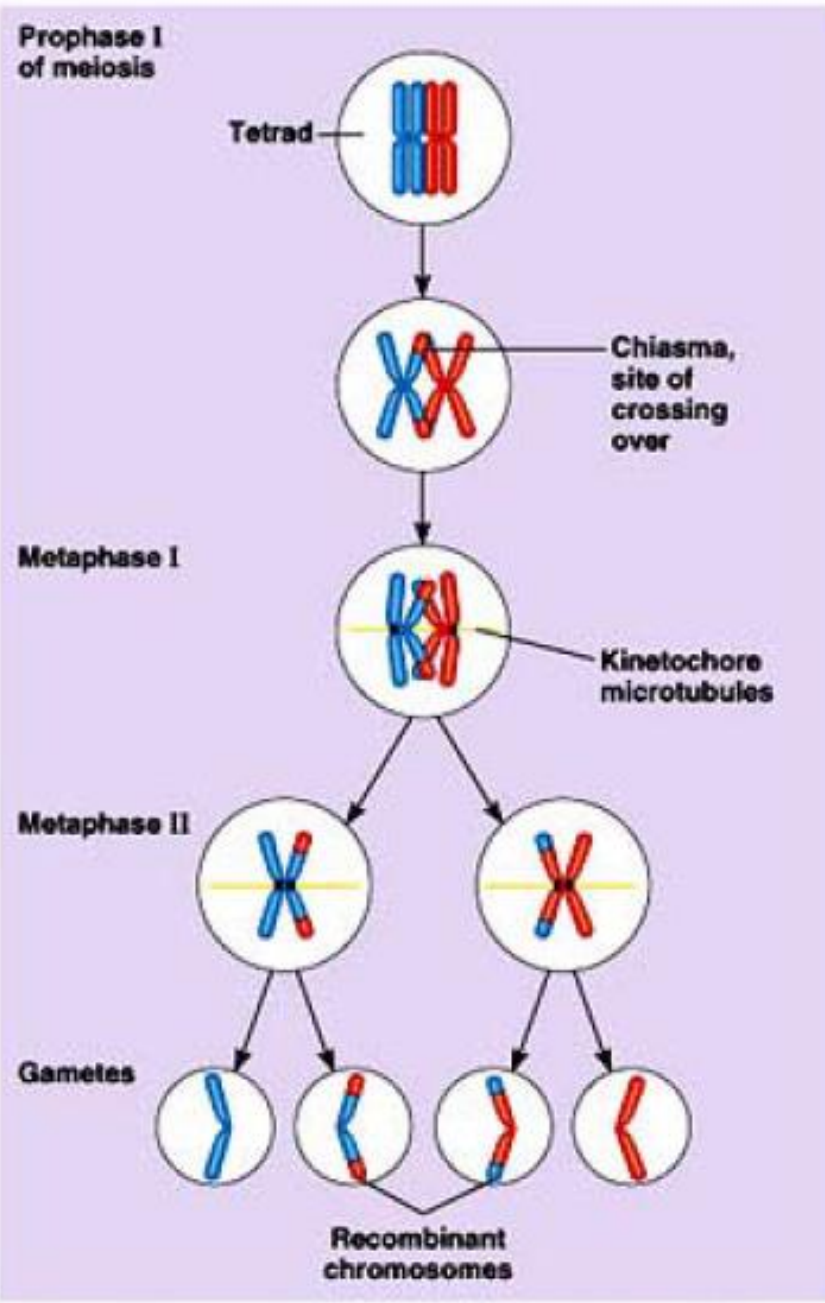 Prophase I
of meiosis
Tetrad
Chiasma,
site of
crossing
over
Metaphase I
Kinetochore
microtubules
Metaphase II
Gametes
Recombinant
chromosomes